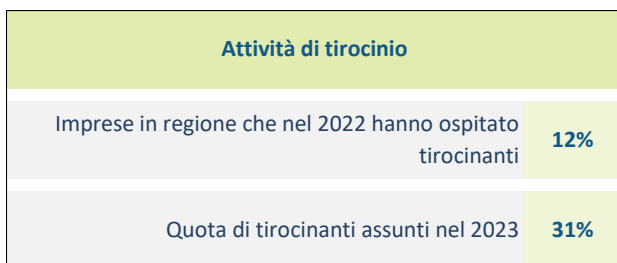 Attività di tirocinio
Imprese in regione che nel 2022 hanno ospitato
tirocinanti
12%
Quota di tirocinanti assunti nel 2023
31%